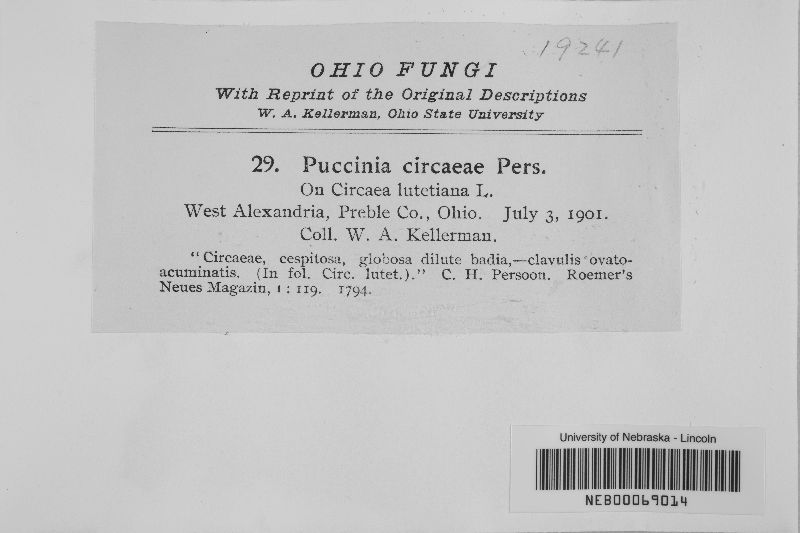 19241
OHIO FUNGI
With Reprint of the Original Descriptions
W. A. Kellerman, Ohio State University
29. Puccinia circaeae Pers.
On Circaea lutetiana L.
West Alexandria, Preble Co., Ohio. July 3, 1901.
Coll. W. A. Kellerman.
"Circaeae, cespitosa, globosa dilute badia,—clavulis ovato-
acuminatis. (In fol. Circ. lutet.)." C. H. Persoon. Roemer's
Neues Magazin, 1 : 119. 1794.
University of Nebraska - Lincoln
NEB00069014